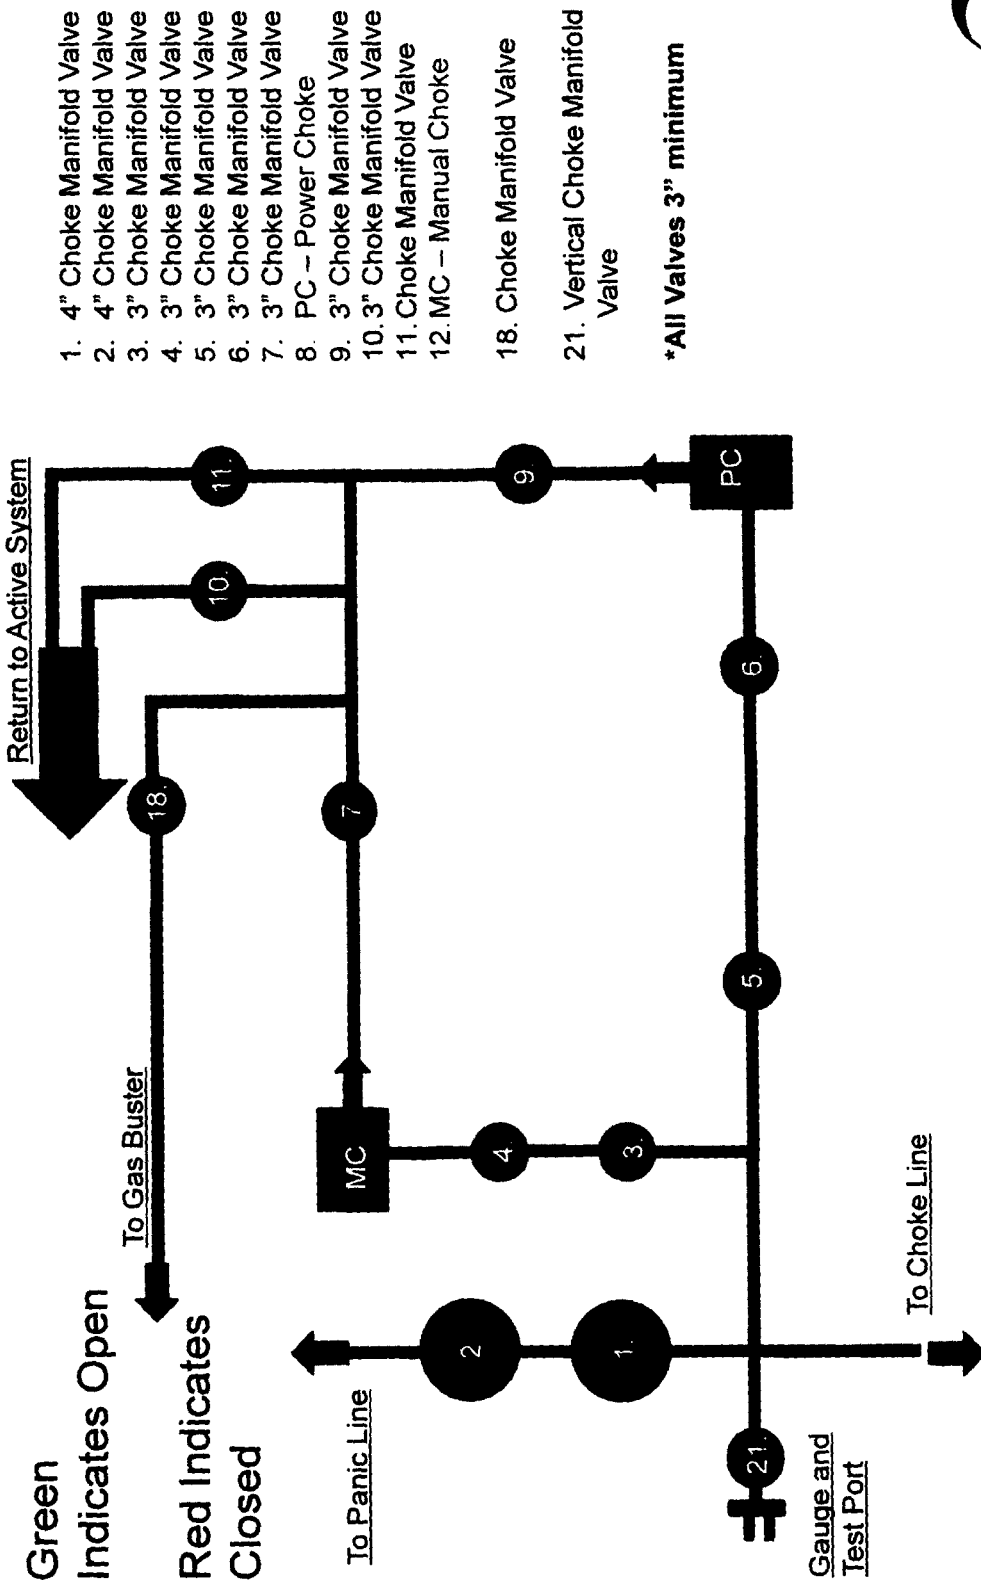 Green
Indicates Open
Red Indicates
Closed
To Gas Buster
Return to Active System
To Panic Line
Gauge and
Test Port
To Choke Line
18.
10.
11.
7
MC
2
1.
4.
3.
9.
21.
5.
6.
PC
1. 4” Choke Manifold Valve
2. 4” Choke Manifold Valve
3. 3” Choke Manifold Valve
4. 3” Choke Manifold Valve
5. 3” Choke Manifold Valve
6. 3” Choke Manifold Valve
7. 3” Choke Manifold Valve
8. PC – Power Choke
9. 3” Choke Manifold Valve
10. 3” Choke Manifold Valve
11. Choke Manifold Valve
12. MC – Manual Choke
18. Choke Manifold Valve
21. Vertical Choke Manifold
Valve
*All Valves 3” minimum